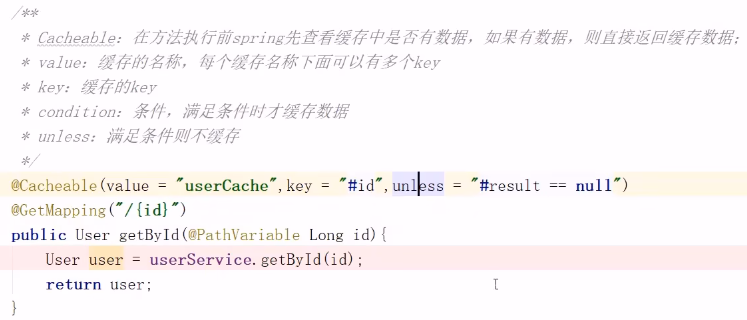 /**
 * Cacheable：在方法执行前spring先查看缓存中是否有数据，如果有数据，则直接返回缓存数据；
 * value：缓存的名称，每个缓存名称下面可以有多个key
 * key：缓存的key
 * condition：条件，满足条件时才缓存数据
 * unless：满足条件则不缓存
 */
@Cacheable(value = "userCache",key = "#id",unless = "#result == null")
@GetMapping("/{id}")
public User getById(@PathVariable Long id){
    User user = userService.getById(id);
    return user;
}